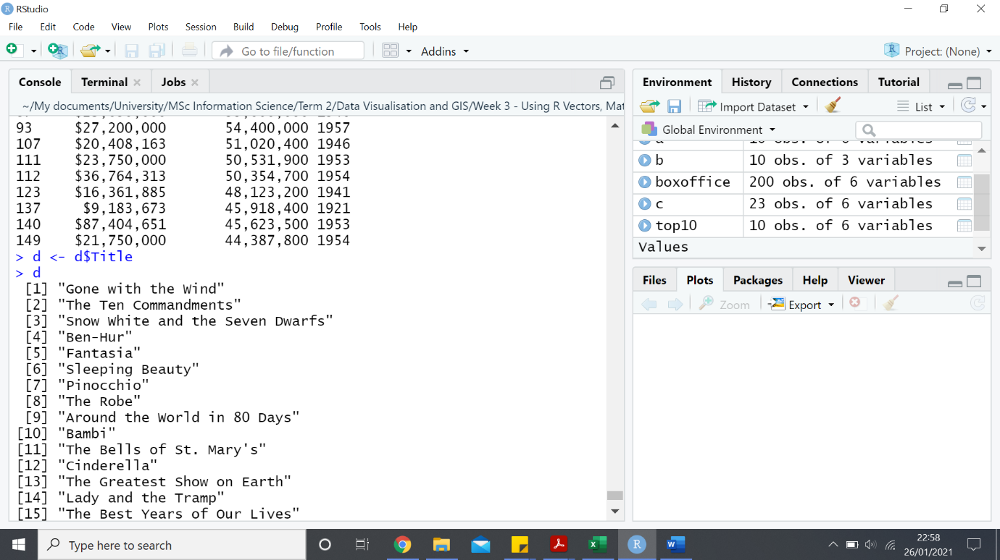 RStudio
File Edit Code View Plots Session Build Debug Profile Tools Help
Go to file/function Addins Project: (None)
Console Terminal Jobs
~/My documents/University/MSc Information Science/Term 2/Data Visualisation and GIS/Week 3 - Using R Vectors, Mat
93 $27,200,000 54,400,000 1957
107 $20,408,163 51,020,400 1946
111 $23,750,000 50,531,900 1953
112 $36,764,313 50,354,700 1954
123 $16,361,885 48,123,200 1941
137 $9,183,673 45,918,400 1921
140 $87,404,651 45,623,500 1953
149 $21,750,000 44,387,800 1954
> d <- d$Title
> d
[1] "Gone with the Wind"
[2] "The Ten Commandments"
[3] "Snow White and the Seven Dwarfs"
[4] "Ben-Hur"
[5] "Fantasia"
[6] "Sleeping Beauty"
[7] "Pinocchio"
[8] "The Robe"
[9] "Around the World in 80 Days"
[10] "Bambi"
[11] "The Bells of St. Mary's"
[12] "Cinderella"
[13] "The Greatest Show on Earth"
[14] "Lady and the Tramp"
[15] "The Best Years of Our Lives"
Environment History Connections Tutorial
Import Dataset List
Global Environment
b 10 obs. of 3 variables
boxoffice 200 obs. of 6 variables
c 23 obs. of 6 variables
top10 10 obs. of 6 variables
Values
Files Plots Packages Help Viewer
Zoom Export
Type here to search
22:58
26/01/2021